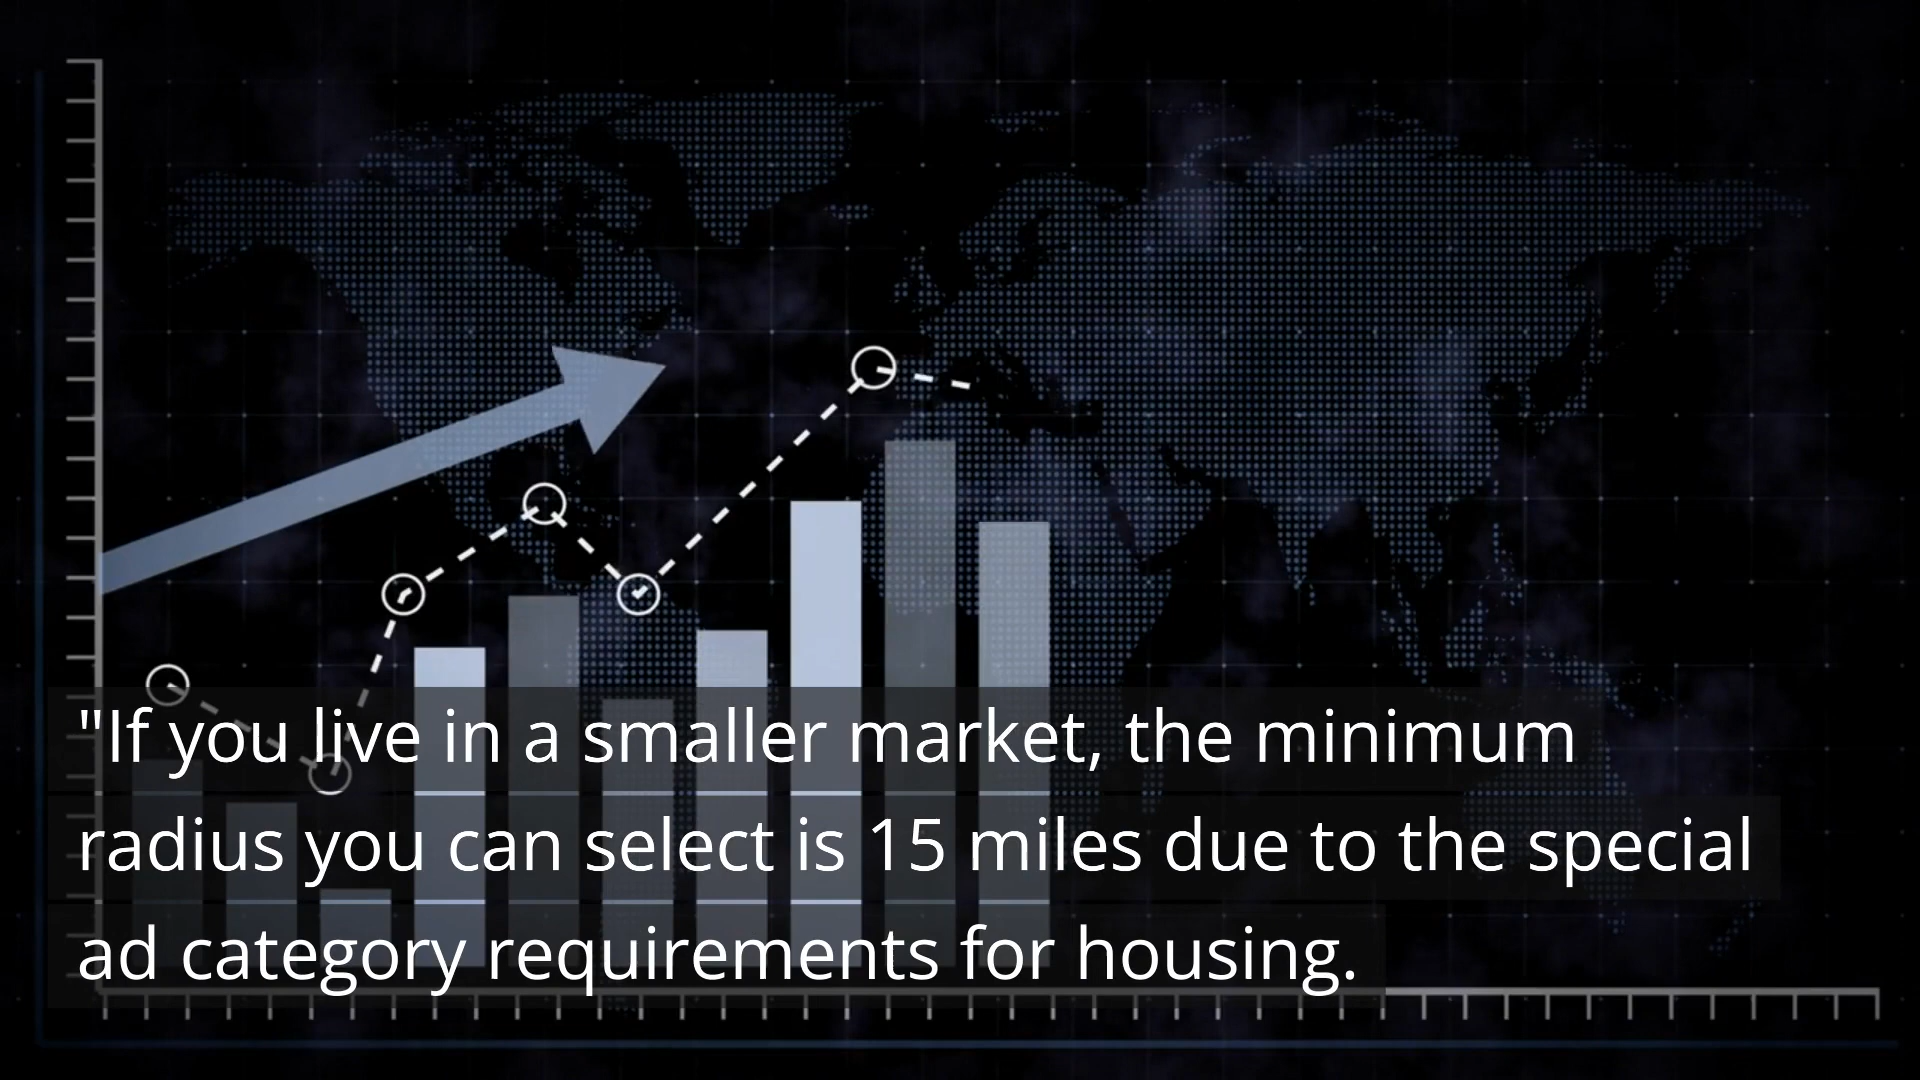 "If you live in a smaller market, the minimum
radius you can select is 15 miles due to the special
ad category requirements for housing.